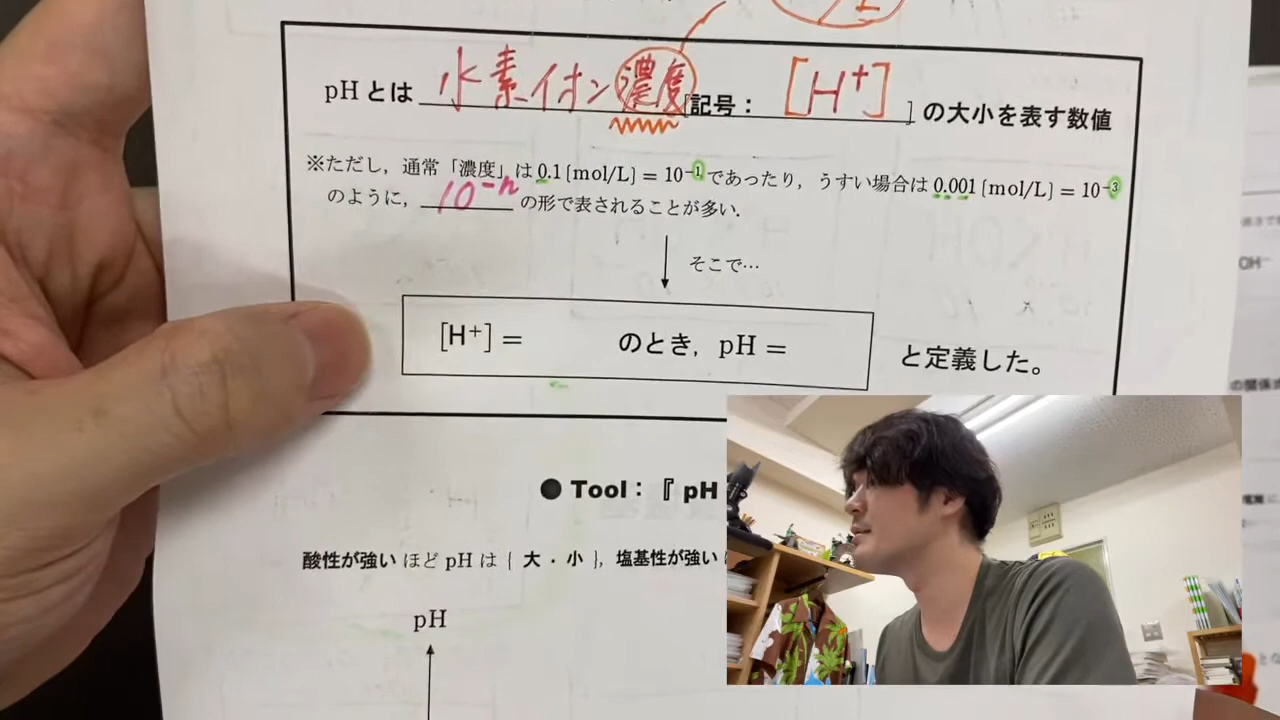 pHとは 水素イオン濃度[記号： [H⁺] ]の大小を表す数値
※ただし，通常「濃度」は 0.1 [mol/L] = 10⁻¹であったり，うすい場合は 0.001 [mol/L] = 10⁻³
のように， 10⁻ⁿ の形で表されることが多い．
そこで…
[H⁺] = のとき，pH = と定義した。
● Tool：『 pH
酸性が強い ほど pH は { 大 ・ 小 }，塩基性が強い
pH
OH⁻
の関係式